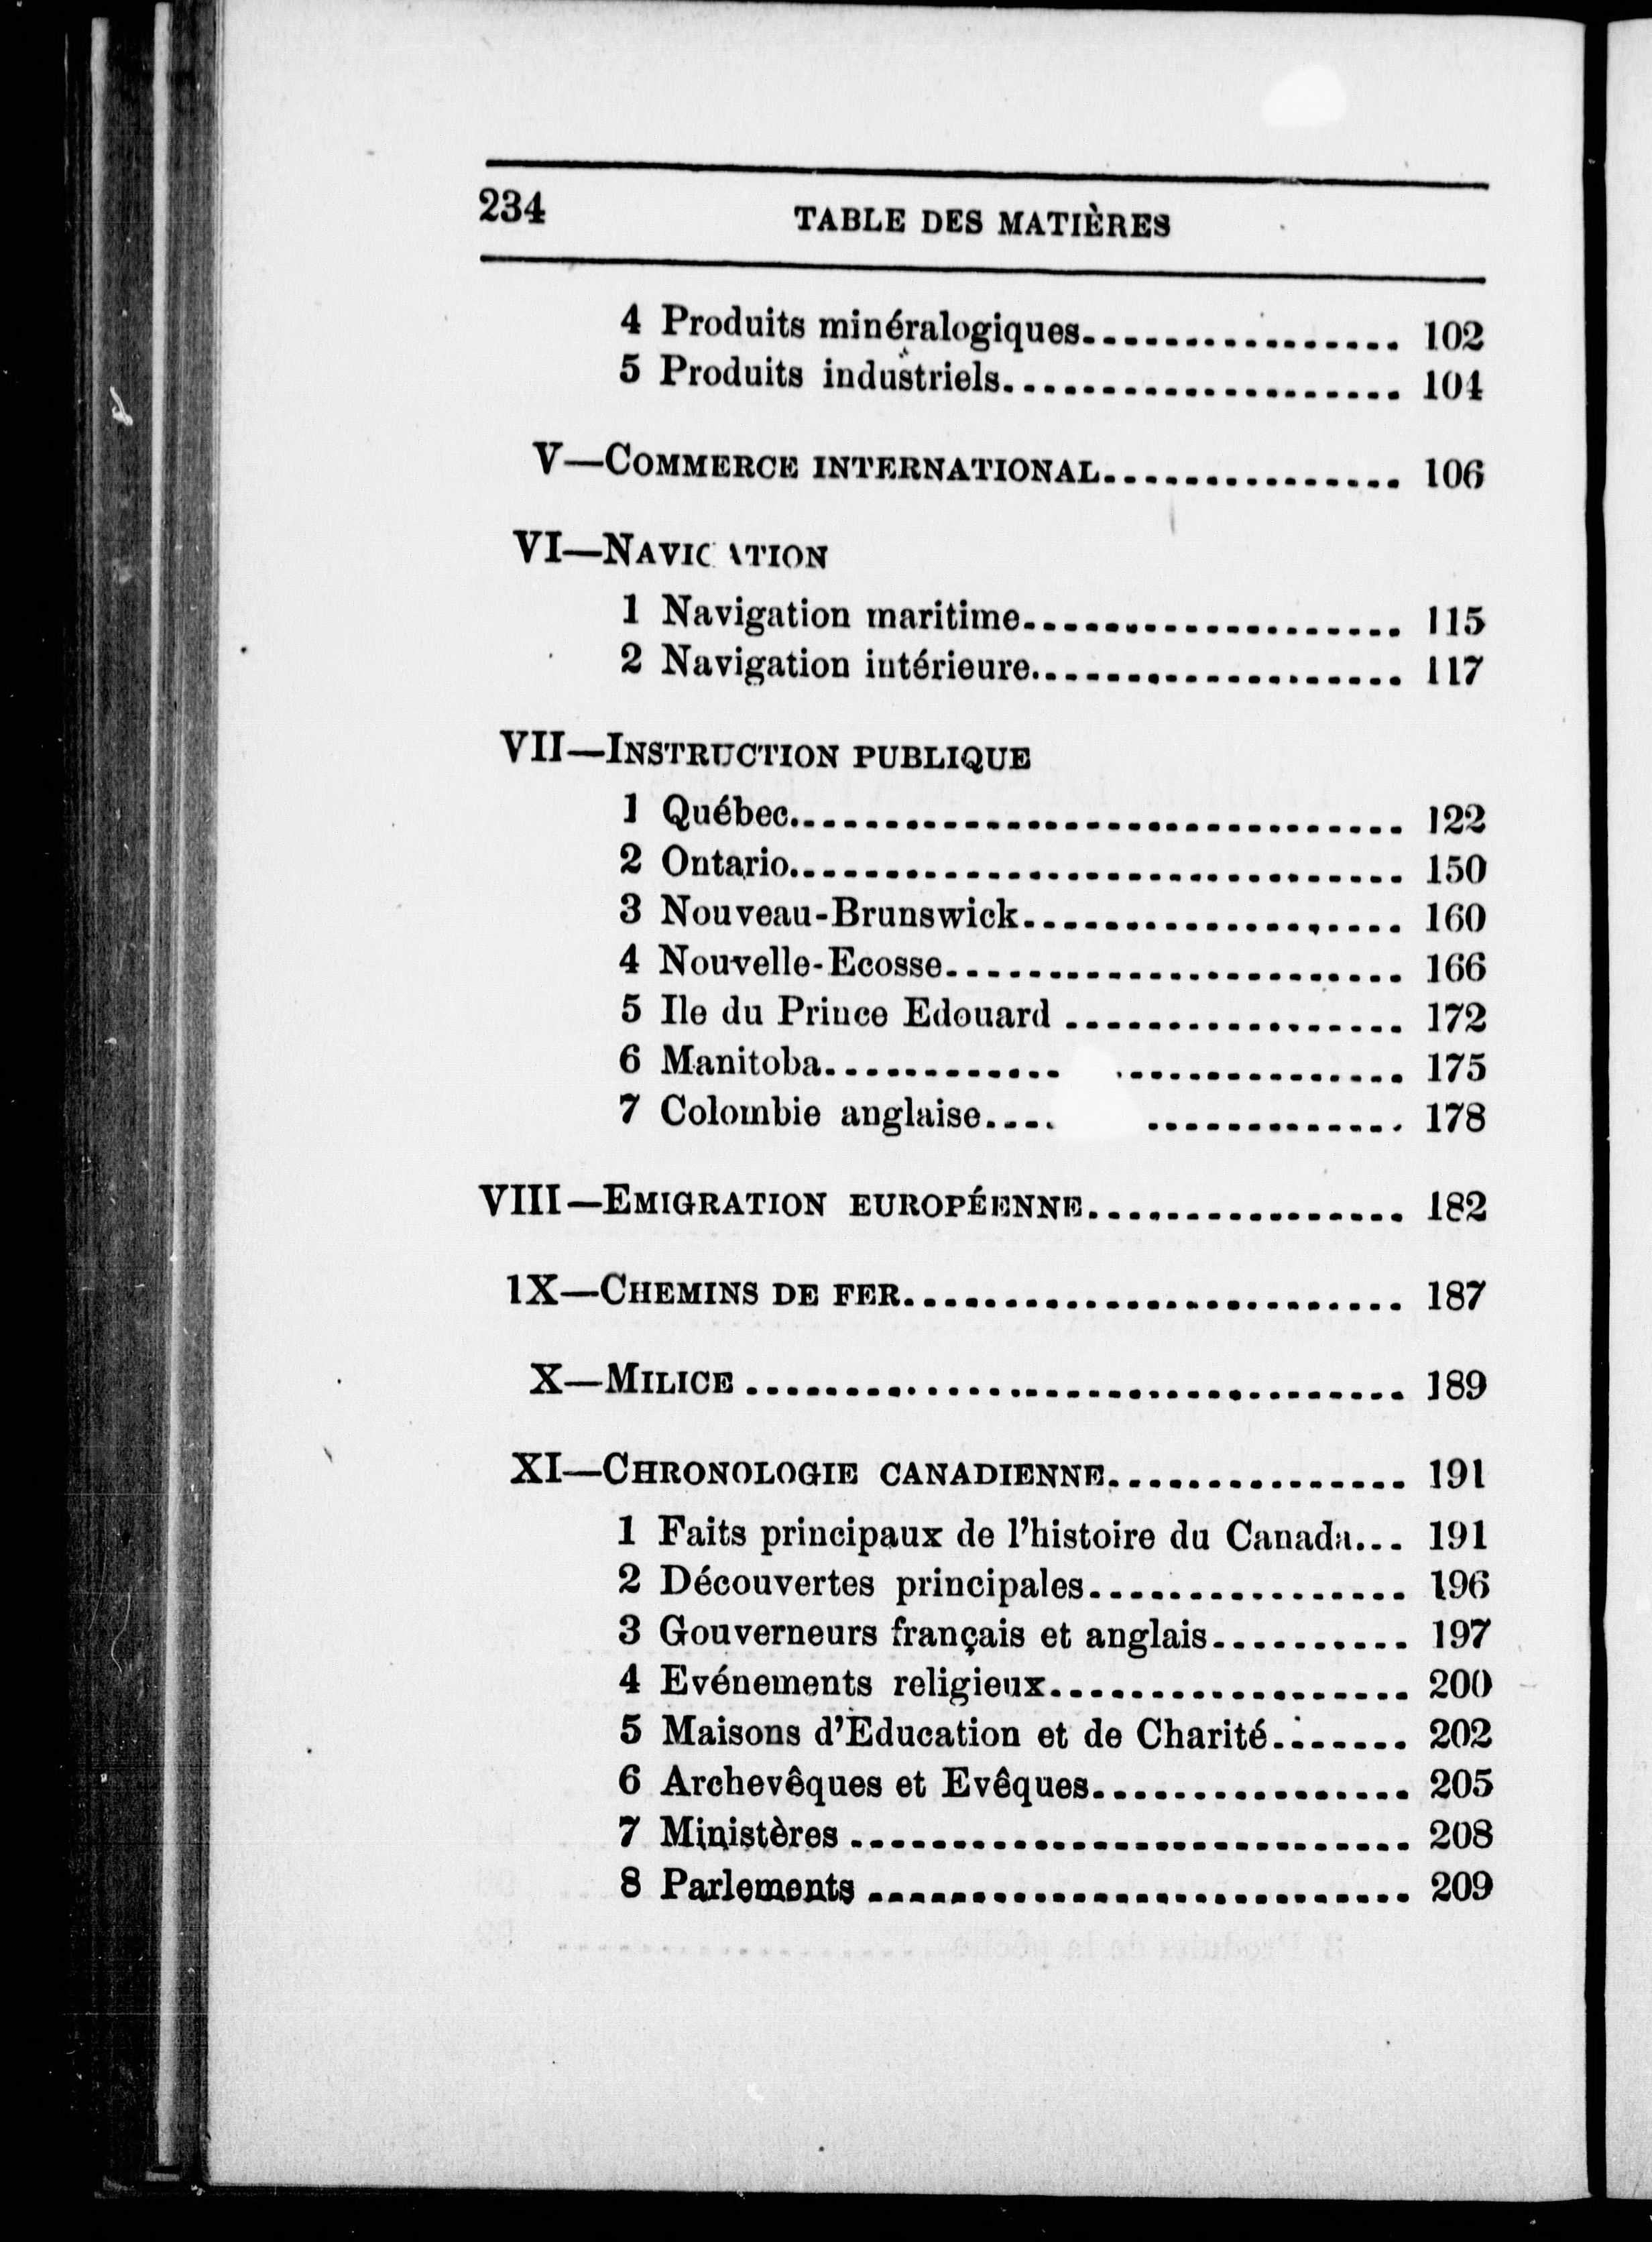 234 TABLE DES MATIÈRES
4 Produits minéralogiques................ 102
5 Produits industriels.................... 104
V—COMMERCE INTERNATIONAL............... 106
VI—NAVIGATION
1 Navigation maritime................... 115
2 Navigation intérieure................... 117
VII—INSTRUCTION PUBLIQUE
1 Québec............................... 122
2 Ontario............................... 150
3 Nouveau-Brunswick................... 160
4 Nouvelle-Ecosse....................... 166
5 Ile du Prince Edouard ................. 172
6 Manitoba............ ............... 175
7 Colombie anglaise.... ............. 178
VIII—EMIGRATION EUROPÉENNE................ 182
IX—CHEMINS DE FER......................... 187
X—MILICE ................................. 189
XI—CHRONOLOGIE CANADIENNE............... 191
1 Faits principaux de l'histoire du Canada... 191
2 Découvertes principales................ 196
3 Gouverneurs français et anglais.......... 197
4 Evénements religieux.................. 200
5 Maisons d'Education et de Charité....... 202
6 Archevêques et Evêques................ 205
7 Ministères ............................ 208
8 Parlements ........................... 209